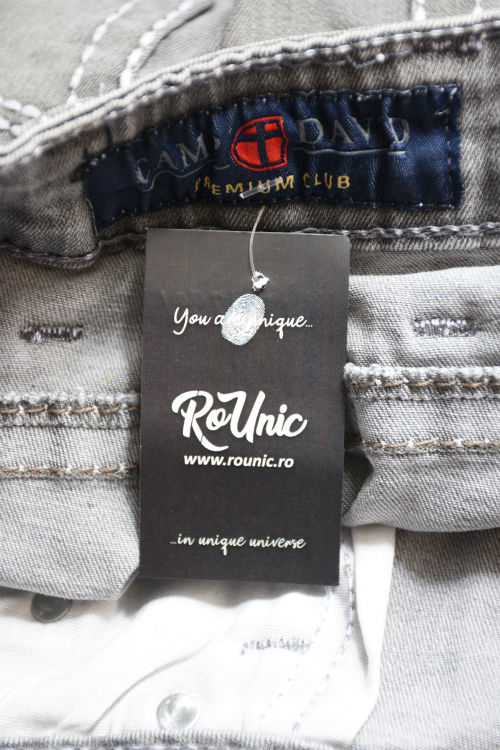 CAMP DAVID
PREMIUM CLUB
You a unique...
RoUnic
www.rounic.ro
...in unique universe